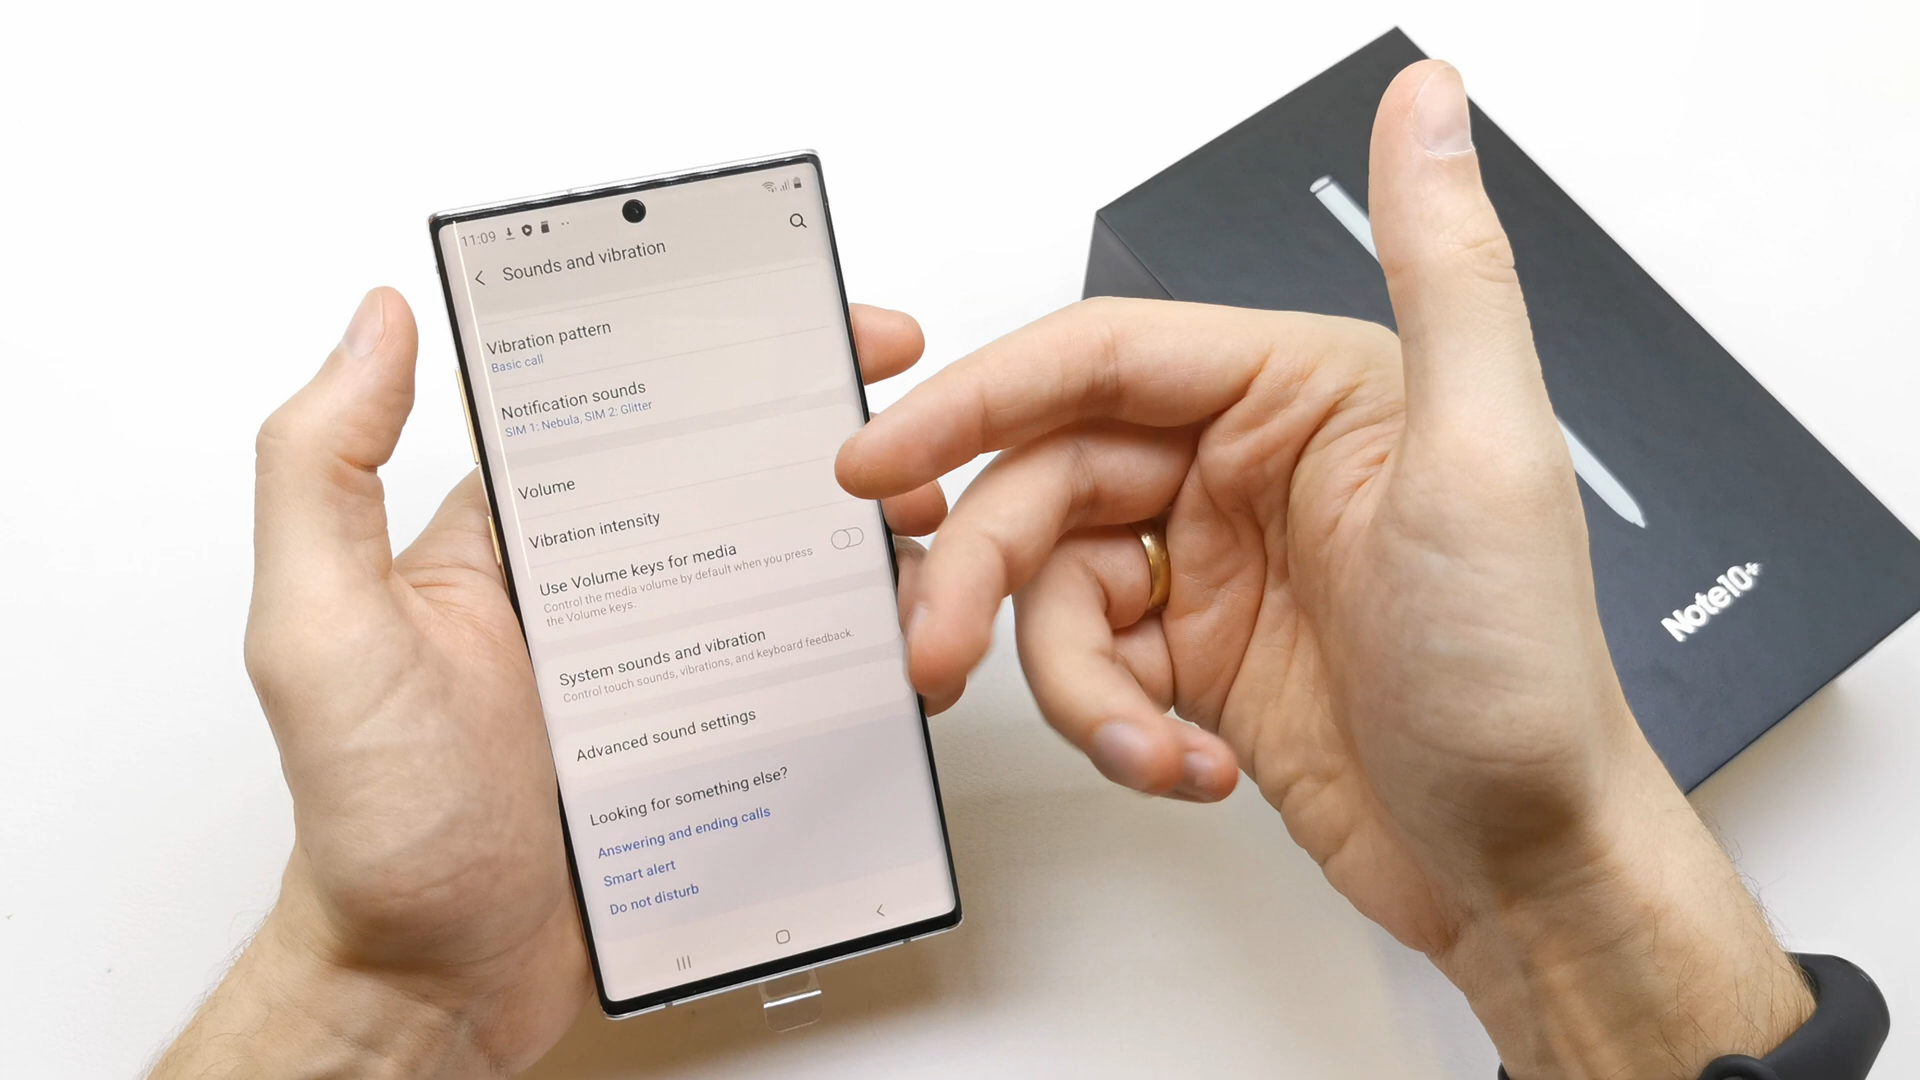 11:09
Sounds and vibration
Vibration pattern
Basic call
Notification sounds
SIM 1: Nebula, SIM 2: Glitter
Volume
Vibration intensity
Use Volume keys for media
Control the media volume by default when you press
the Volume keys.
System sounds and vibration
Control touch sounds, vibrations, and keyboard feedback.
Advanced sound settings
Looking for something else?
Answering and ending calls
Smart alert
Do not disturb
Note10+